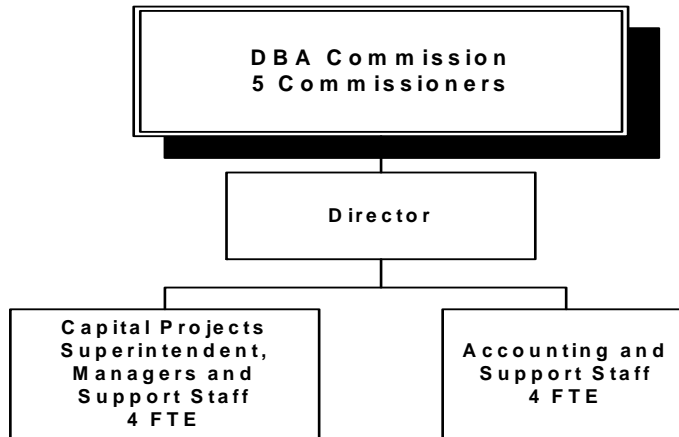 DBA Commission
5 Commissioners
Director
Capital Projects
Superintendent,
Managers and
Support Staff
4 FTE
Accounting and
Support Staff
4 FTE